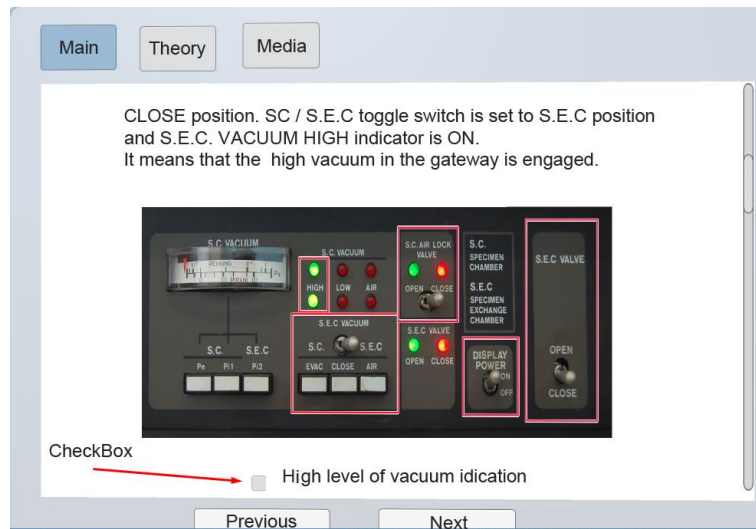 Main Theory Media
CLOSE position. SC / S.E.C toggle switch is set to S.E.C position
and S.E.C. VACUUM HIGH indicator is ON.
It means that the high vacuum in the gateway is engaged.
S.C VACUUM
PENNING
Pa
PIRANI
S.C. S.E.C
Pe Pi1 Pi2
S.C. VACUUM
HIGH LOW AIR
S.E.C VACUUM
S.C. S.E.C
EVAC CLOSE AIR
S.C. AIR LOCK
VALVE
OPEN CLOSE
S.E.C VALVE
OPEN CLOSE
S.C.
SPECIMEN
CHAMBER
S.E.C
SPECIMEN
EXCHANGE
CHAMBER
DISPLAY
POWER
ON
OFF
S.E.C VALVE
OPEN
CLOSE
CheckBox
High level of vacuum idication
Previous Next